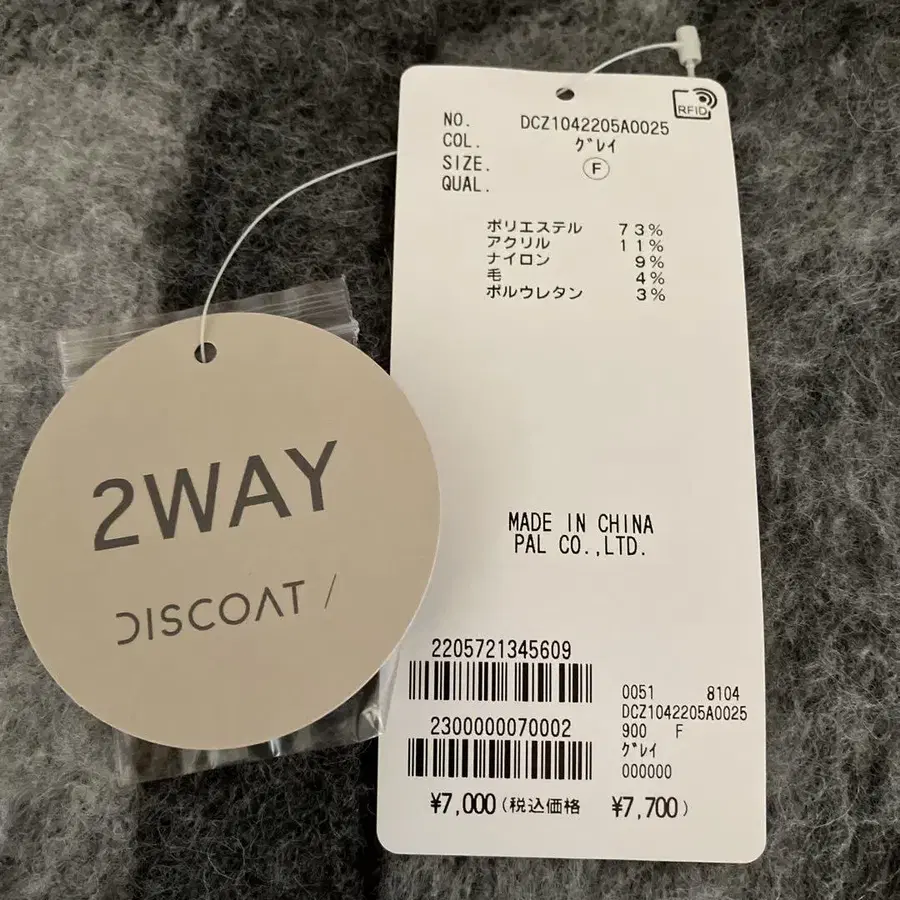 2WAY
DISCOAT /
RFID
NO. DCZ1042205A0025
COL. グレイ
SIZE. F
QUAL.
ポリエステル 73%
アクリル 11%
ナイロン 9%
毛 4%
ポルウレタン 3%
MADE IN CHINA
PAL CO.,LTD.
2205721345609
2300000070002
0051 8104
DCZ1042205A0025
900 F
グレイ
000000
¥7,000(税込価格 ¥7,700)